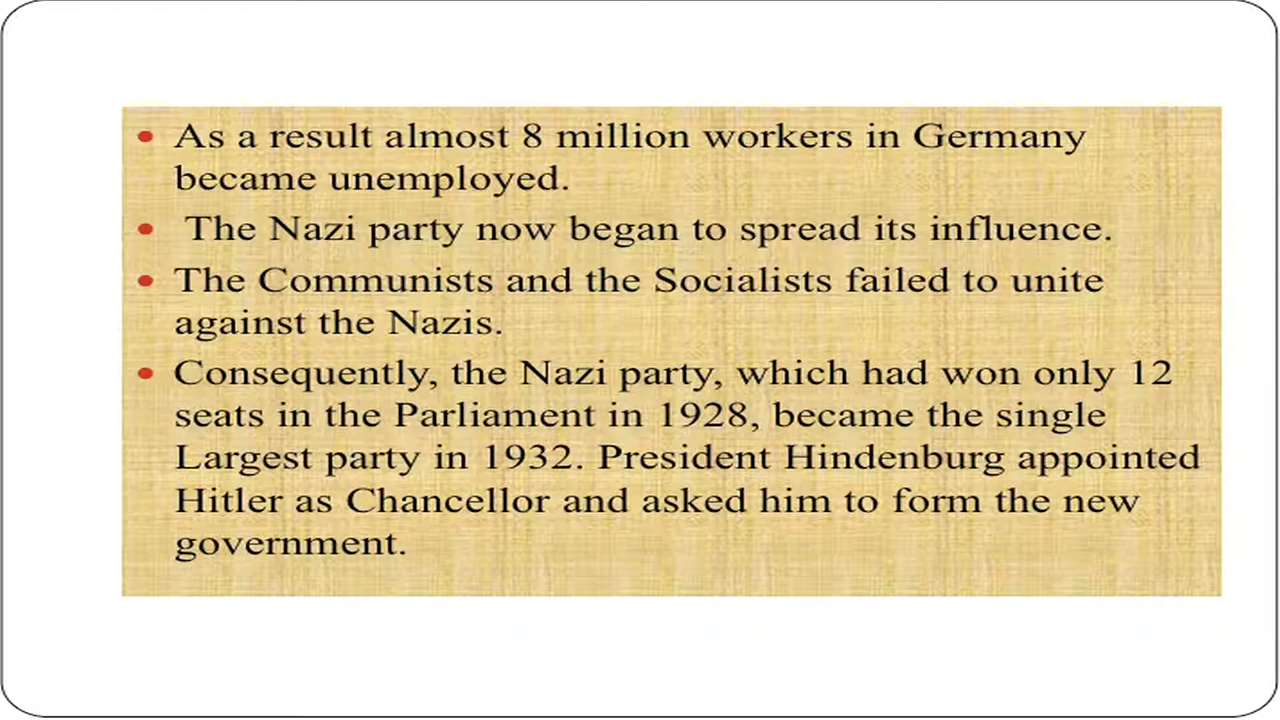 • As a result almost 8 million workers in Germany
became unemployed.
• The Nazi party now began to spread its influence.
• The Communists and the Socialists failed to unite
against the Nazis.
• Consequently, the Nazi party, which had won only 12
seats in the Parliament in 1928, became the single
Largest party in 1932. President Hindenburg appointed
Hitler as Chancellor and asked him to form the new
government.